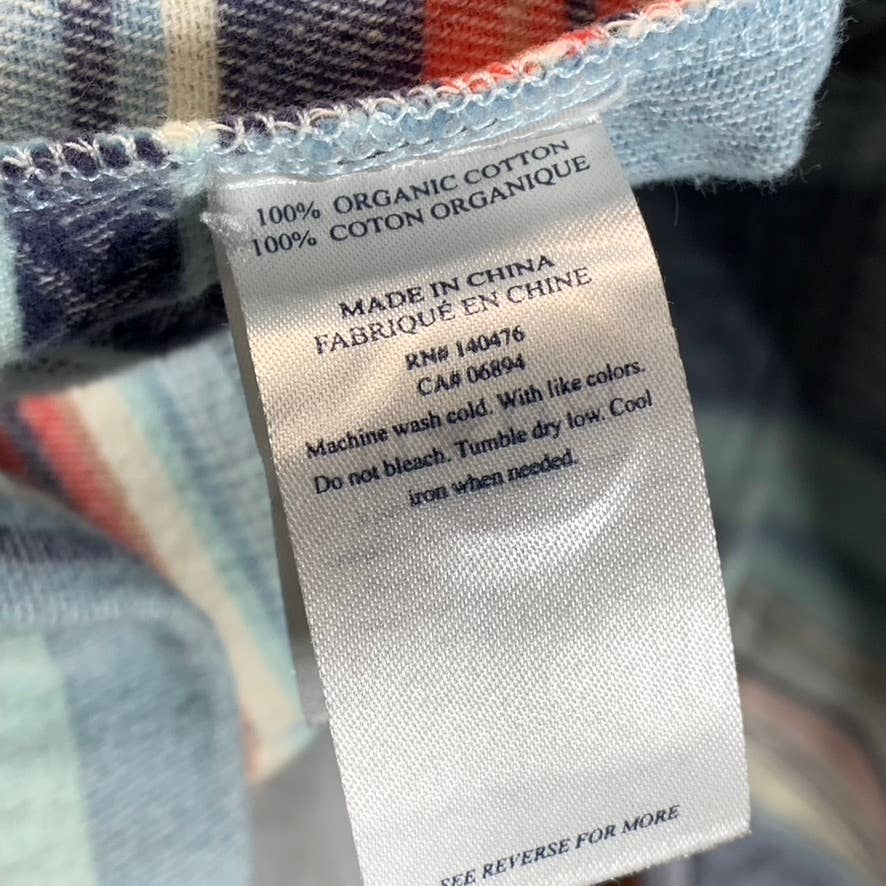 100% ORGANIC COTTON
100% COTON ORGANIQUE
MADE IN CHINA
FABRIQUÉ EN CHINE
RN# 140476
CA# 06894
Machine wash cold. With like colors.
Do not bleach. Tumble dry low. Cool
iron when needed.
SEE REVERSE FOR MORE